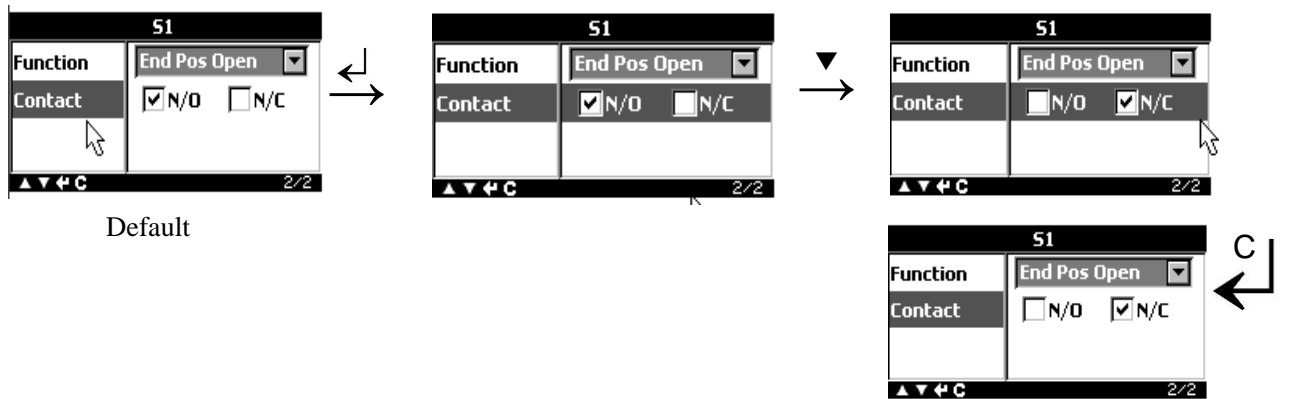 S1
Function End Pos Open
Contact N/O N/C
▲ ▼ ↵ C 2/2
Default
↵
S1
Function End Pos Open
Contact N/O N/C
▲ ▼ ↵ C 2/2
▼
S1
Function End Pos Open
Contact N/O N/C
▲ ▼ ↵ C 2/2
C
S1
Function End Pos Open
Contact N/O N/C
▲ ▼ ↵ C 2/2